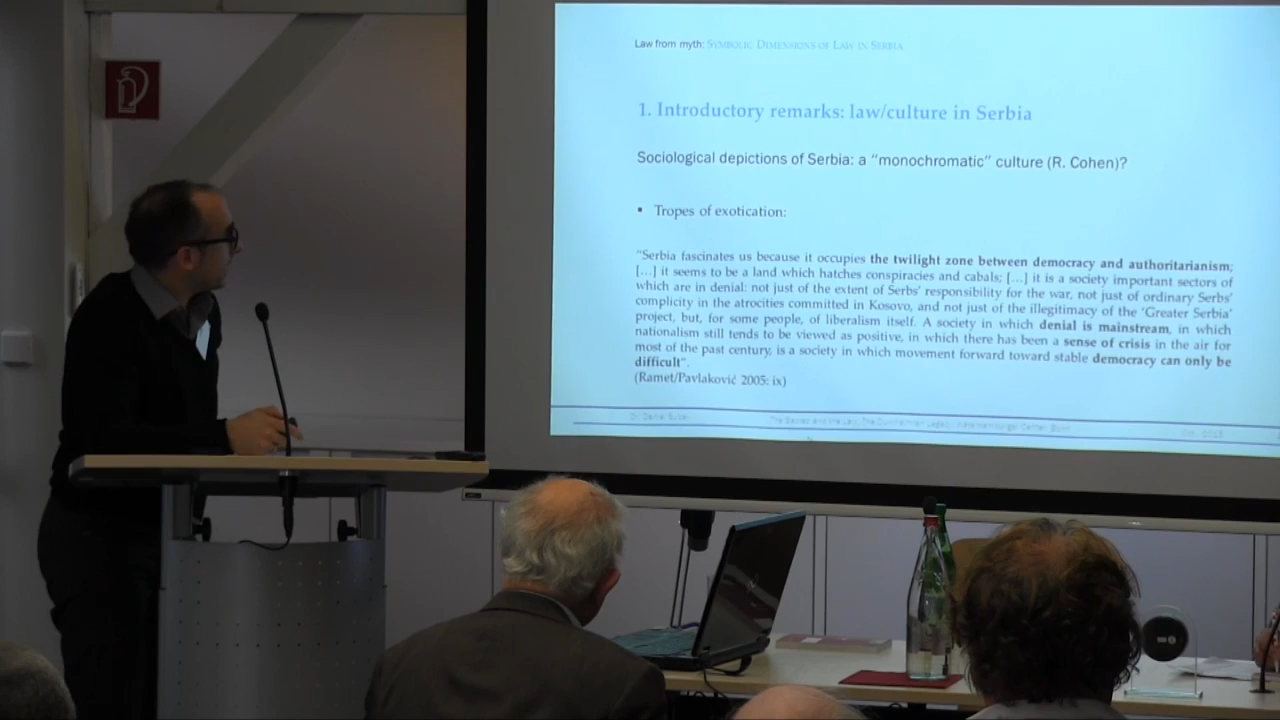 Law from myth: SYMBOLIC DIMENSIONS OF LAW IN SERBIA
1. Introductory remarks: law/culture in Serbia
Sociological depictions of Serbia: a “monochromatic” culture (R. Cohen)?
• Tropes of exotication:
“Serbia fascinates us because it occupies the twilight zone between democracy and authoritarianism;
[…] it seems to be a land which hatches conspiracies and cabals; […] it is a society important sectors of
which are in denial: not just of the extent of Serbs’ responsibility for the war, not just of ordinary Serbs’
complicity in the atrocities committed in Kosovo, and not just of the illegitimacy of the ‘Greater Serbia’
project, but, for some people, of liberalism itself. A society in which denial is mainstream, in which
nationalism still tends to be viewed as positive, in which there has been a sense of crisis in the air for
most of the past century, is a society in which movement forward toward stable democracy can only be
difficult”.
(Ramet/Pavlaković 2005: ix)